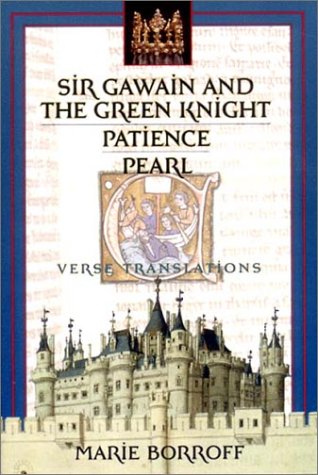 SIR GAWAIN AND
THE GREEN KNIGHT
PATIENCE
PEARL
VERSE TRANSLATIONS
MARIE BORROFF